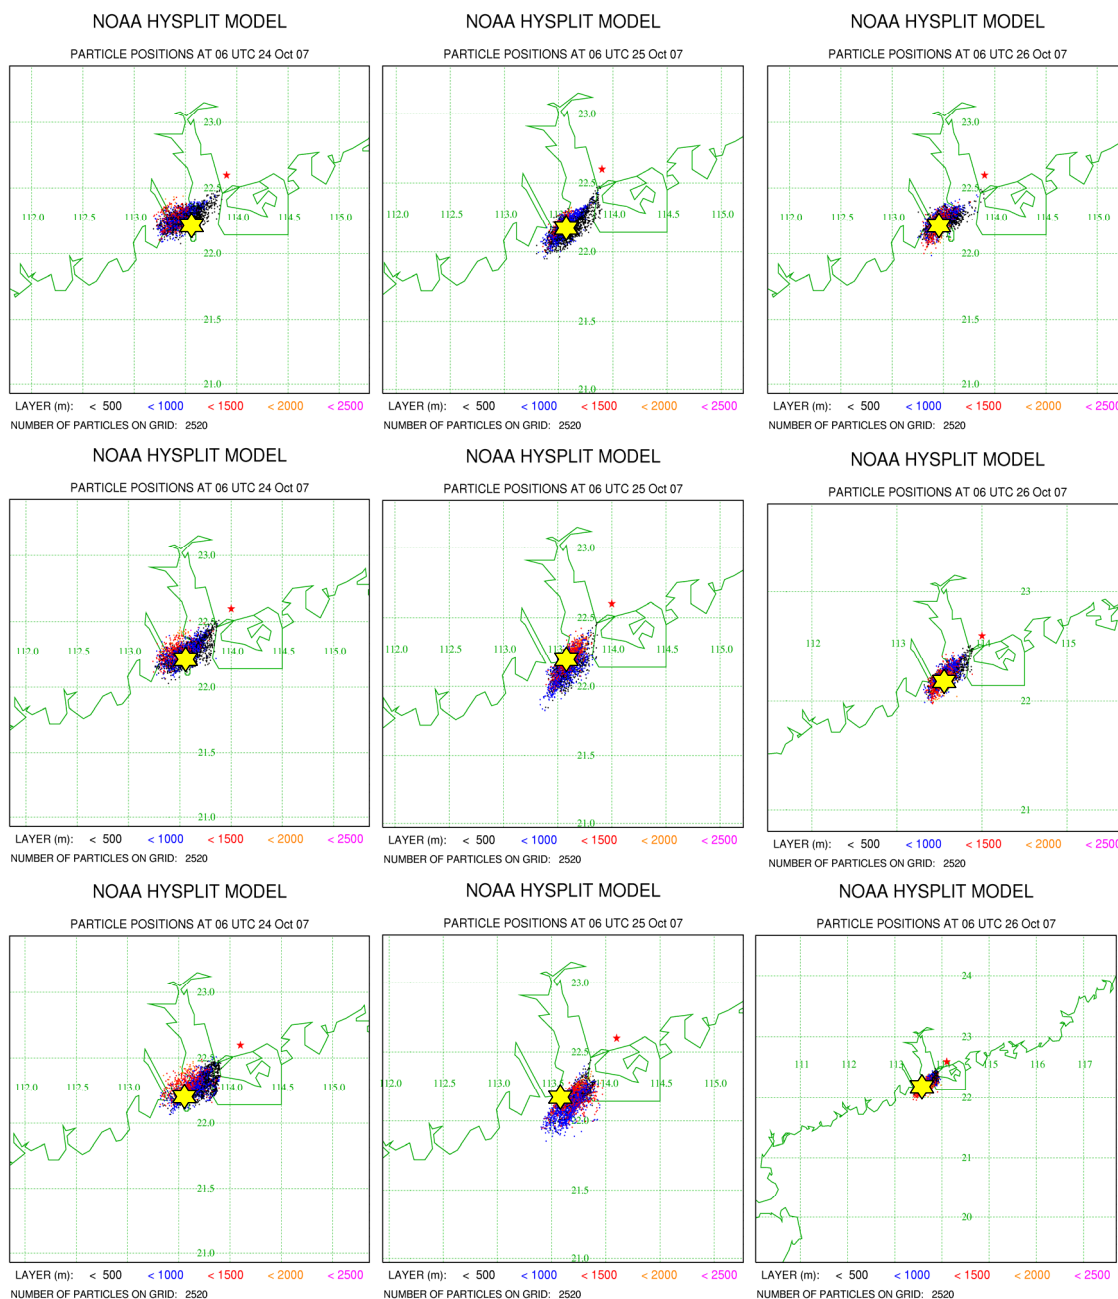 NOAA HYSPLIT MODEL
PARTICLE POSITIONS AT 06 UTC 24 Oct 07
23.0
22.5
112.0 112.5 113.0 114.0 114.5 115.0
22.0
21.5
21.0
LAYER (m): < 500 < 1000 < 1500 < 2000 < 2500
NUMBER OF PARTICLES ON GRID: 2520
NOAA HYSPLIT MODEL
PARTICLE POSITIONS AT 06 UTC 25 Oct 07
23.0
22.5
112.0 112.5 113.0 114.0 114.5 115.0
22.0
21.5
21.0
LAYER (m): < 500 < 1000 < 1500 < 2000 < 2500
NUMBER OF PARTICLES ON GRID: 2520
NOAA HYSPLIT MODEL
PARTICLE POSITIONS AT 06 UTC 26 Oct 07
23.0
22.5
112.0 112.5 113.0 114.0 114.5 115.0
22.0
21.5
21.0
LAYER (m): < 500 < 1000 < 1500 < 2000 < 2500
NUMBER OF PARTICLES ON GRID: 2520
NOAA HYSPLIT MODEL
PARTICLE POSITIONS AT 06 UTC 24 Oct 07
23.0
22.5
112.0 112.5 113.0 114.0 114.5 115.0
22.0
21.5
21.0
LAYER (m): < 500 < 1000 < 1500 < 2000 < 2500
NUMBER OF PARTICLES ON GRID: 2520
NOAA HYSPLIT MODEL
PARTICLE POSITIONS AT 06 UTC 25 Oct 07
23.0
22.5
112.0 112.5 113.0 114.0 114.5 115.0
22.0
21.5
21.0
LAYER (m): < 500 < 1000 < 1500 < 2000 < 2500
NUMBER OF PARTICLES ON GRID: 2520
NOAA HYSPLIT MODEL
PARTICLE POSITIONS AT 06 UTC 26 Oct 07
23
112 113 114 115
22
21
LAYER (m): < 500 < 1000 < 1500 < 2000 < 2500
NUMBER OF PARTICLES ON GRID: 2520
NOAA HYSPLIT MODEL
PARTICLE POSITIONS AT 06 UTC 24 Oct 07
23.0
22.5
112.0 112.5 113.0 114.0 114.5 115.0
22.0
21.5
21.0
LAYER (m): < 500 < 1000 < 1500 < 2000 < 2500
NUMBER OF PARTICLES ON GRID: 2520
NOAA HYSPLIT MODEL
PARTICLE POSITIONS AT 06 UTC 25 Oct 07
23.0
22.5
112.0 112.5 113.0 114.0 114.5 115.0
22.0
21.5
21.0
LAYER (m): < 500 < 1000 < 1500 < 2000 < 2500
NUMBER OF PARTICLES ON GRID: 2520
NOAA HYSPLIT MODEL
PARTICLE POSITIONS AT 06 UTC 26 Oct 07
24
23
111 112 115 116 117
22
21
20
LAYER (m): < 500 < 1000 < 1500 < 2000 < 2500
NUMBER OF PARTICLES ON GRID: 2520